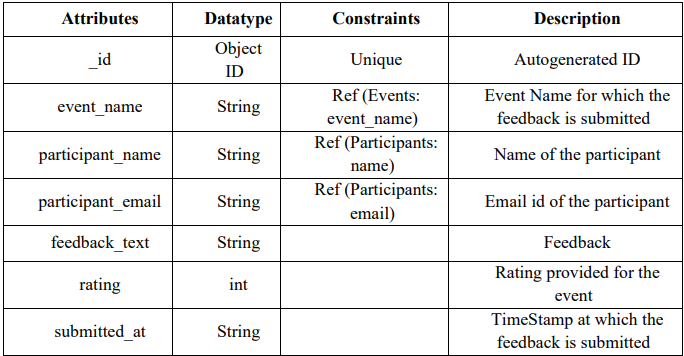 Attributes Datatype Constraints Description
_id Object ID Unique Autogenerated ID
event_name String Ref (Events: event_name) Event Name for which the feedback is submitted
participant_name String Ref (Participants: name) Name of the participant
participant_email String Ref (Participants: email) Email id of the participant
feedback_text String Feedback
rating int Rating provided for the event
submitted_at String TimeStamp at which the feedback is submitted